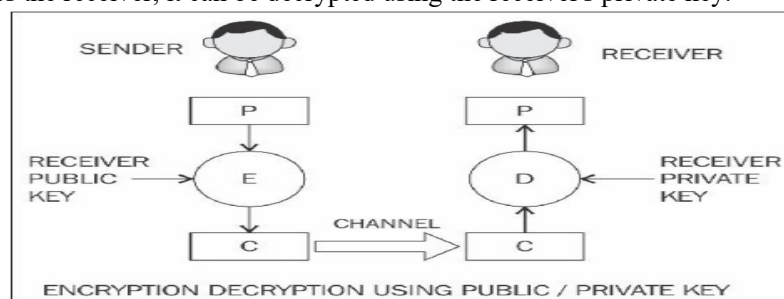 the receiver, it can be decrypted using the receiver's private key.
SENDER
RECEIVER
P
P
RECEIVER
PUBLIC
KEY
E
D
RECEIVER
PRIVATE
KEY
C
CHANNEL
C
ENCRYPTION DECRYPTION USING PUBLIC / PRIVATE KEY